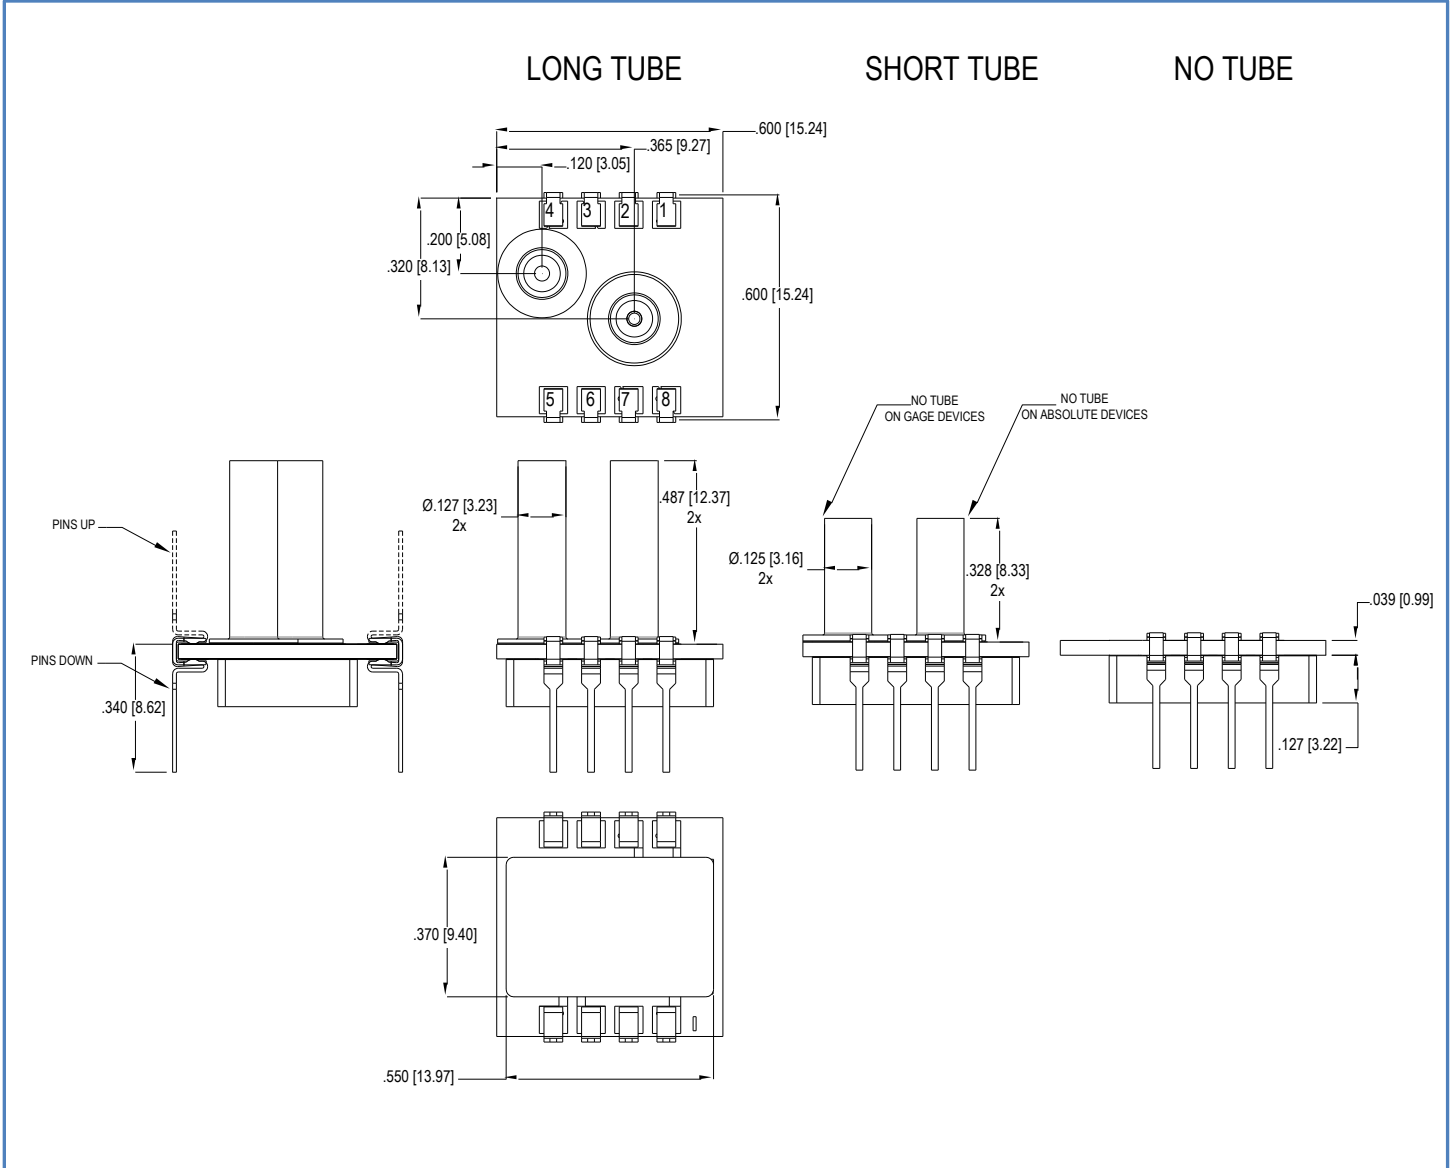 LONG TUBE
SHORT TUBE
NO TUBE
.600 [15.24]
.365 [9.27]
.120 [3.05]
4 3 2 1
.200 [5.08]
.320 [8.13]
.600 [15.24]
5 6 7 8
NO TUBE
ON GAGE DEVICES
NO TUBE
ON ABSOLUTE DEVICES
PINS UP
Ø.127 [3.23]
2x
.487 [12.37]
2x
Ø.125 [3.16]
2x
.328 [8.33]
2x
.039 [0.99]
PINS DOWN
.340 [8.62]
.127 [3.22]
.370 [9.40]
.550 [13.97]